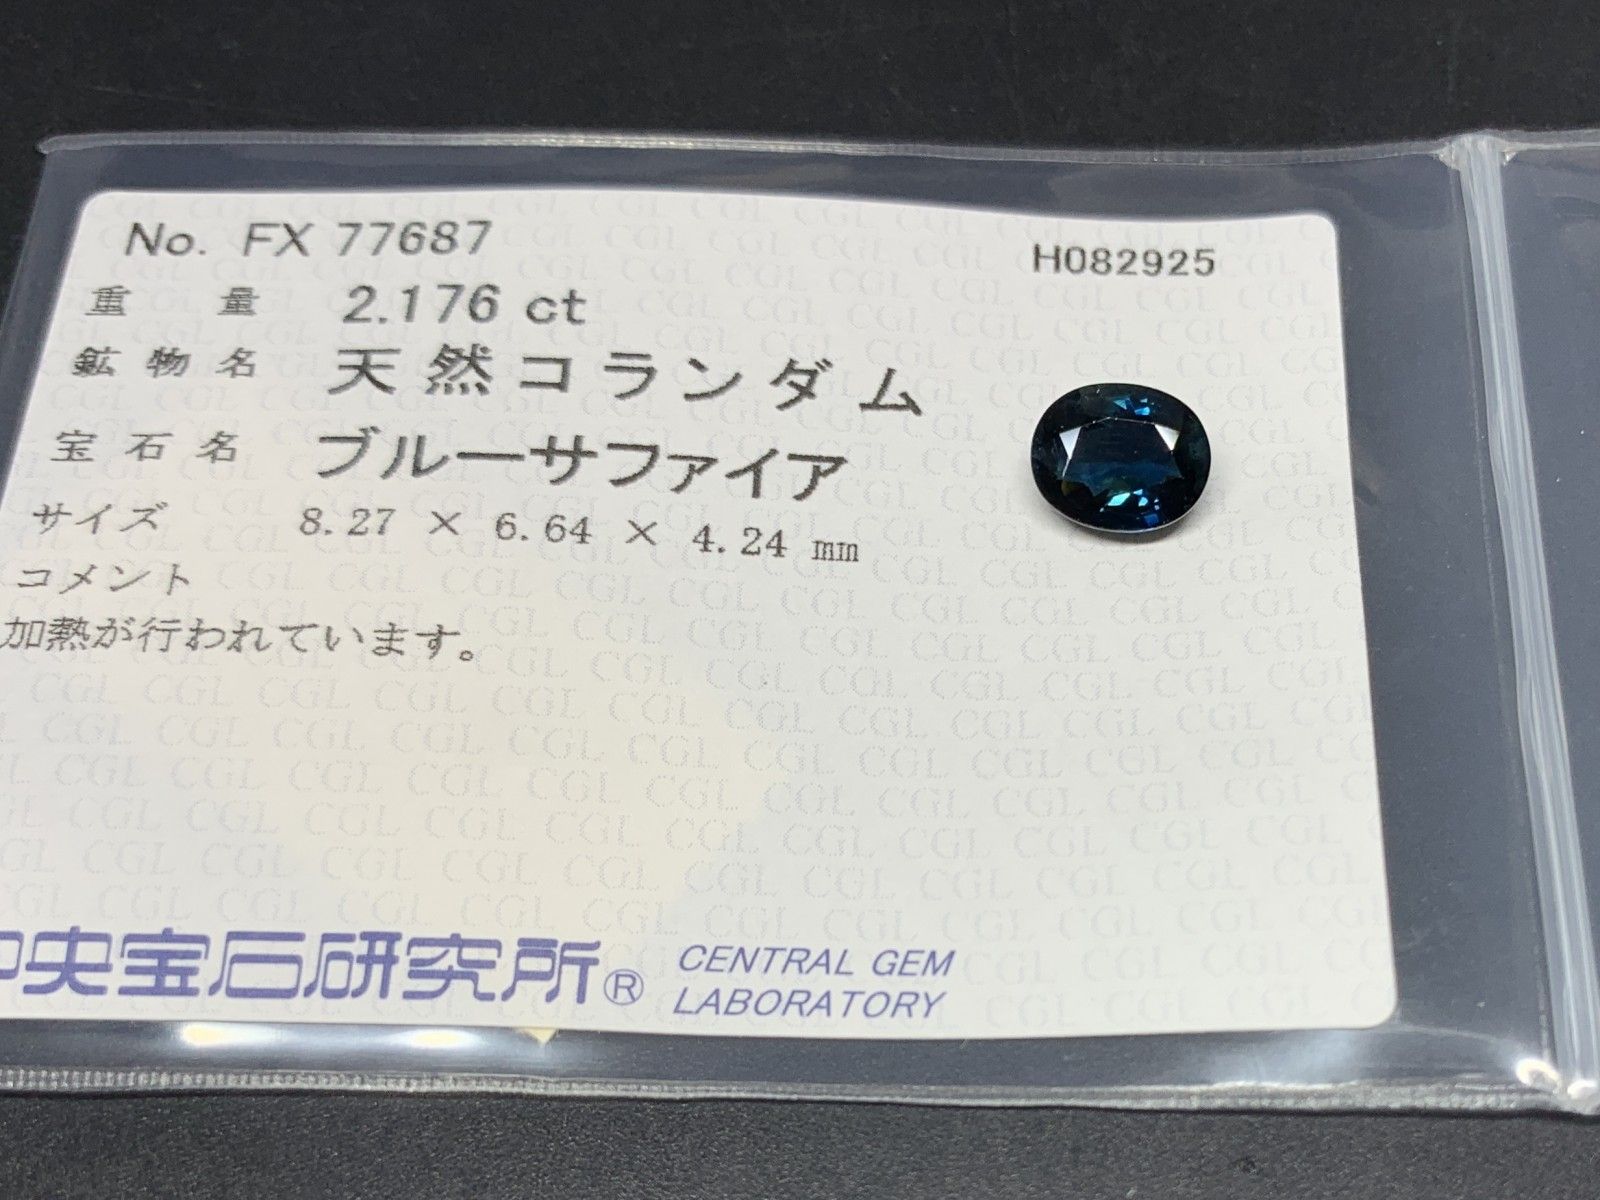 No. FX 77687
H082925
重量 2.176 ct
鉱物名 天然コランダム
宝石名 ブルーサファイア
サイズ 8.27 × 6.64 × 4.24 mm
コメント
加熱が行われています。
中央宝石研究所® CENTRAL GEM
LABORATORY